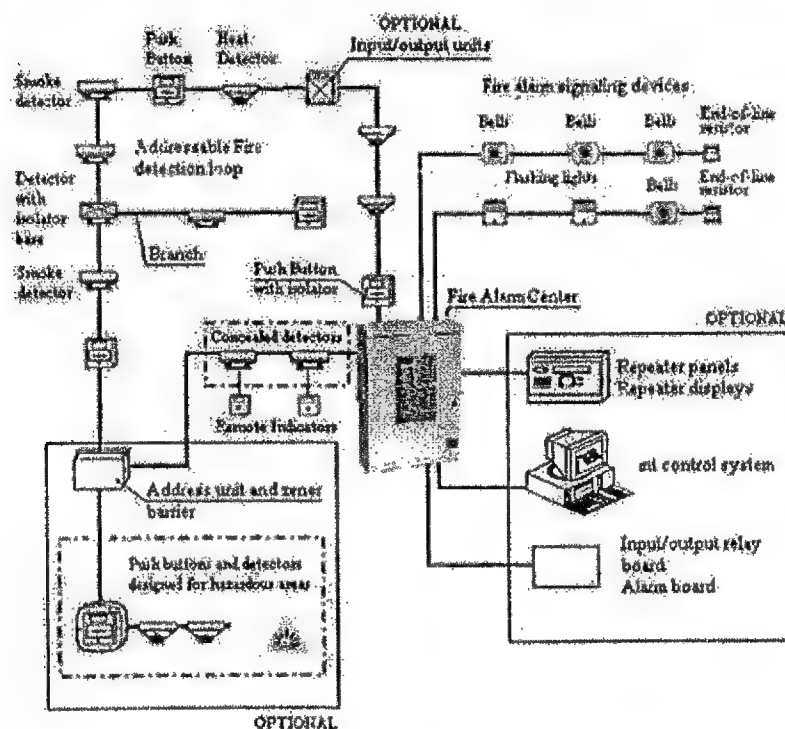 OPTIONAL
Input/output units
Push
Button
Heat
Detector
Smoke
detector
Fire alarm signaling devices
Bells
Bells
Bells
End-of-line
resistor
Addressable Fire
detection loop
Flashing lights
Bells
End-of-line
resistor
Detector
with
isolator
base
Branch
Smoke
detector
Push Button
with isolator
Fire Alarm Center
OPTIONAL
Concealed detectors
Repeater panels
Repeater displays
Remote Indicators
control system
Address unit and zener
barrier
Input/output relay
board
Alarm board
Push buttons and detectors
designed for hazardous areas
OPTIONAL